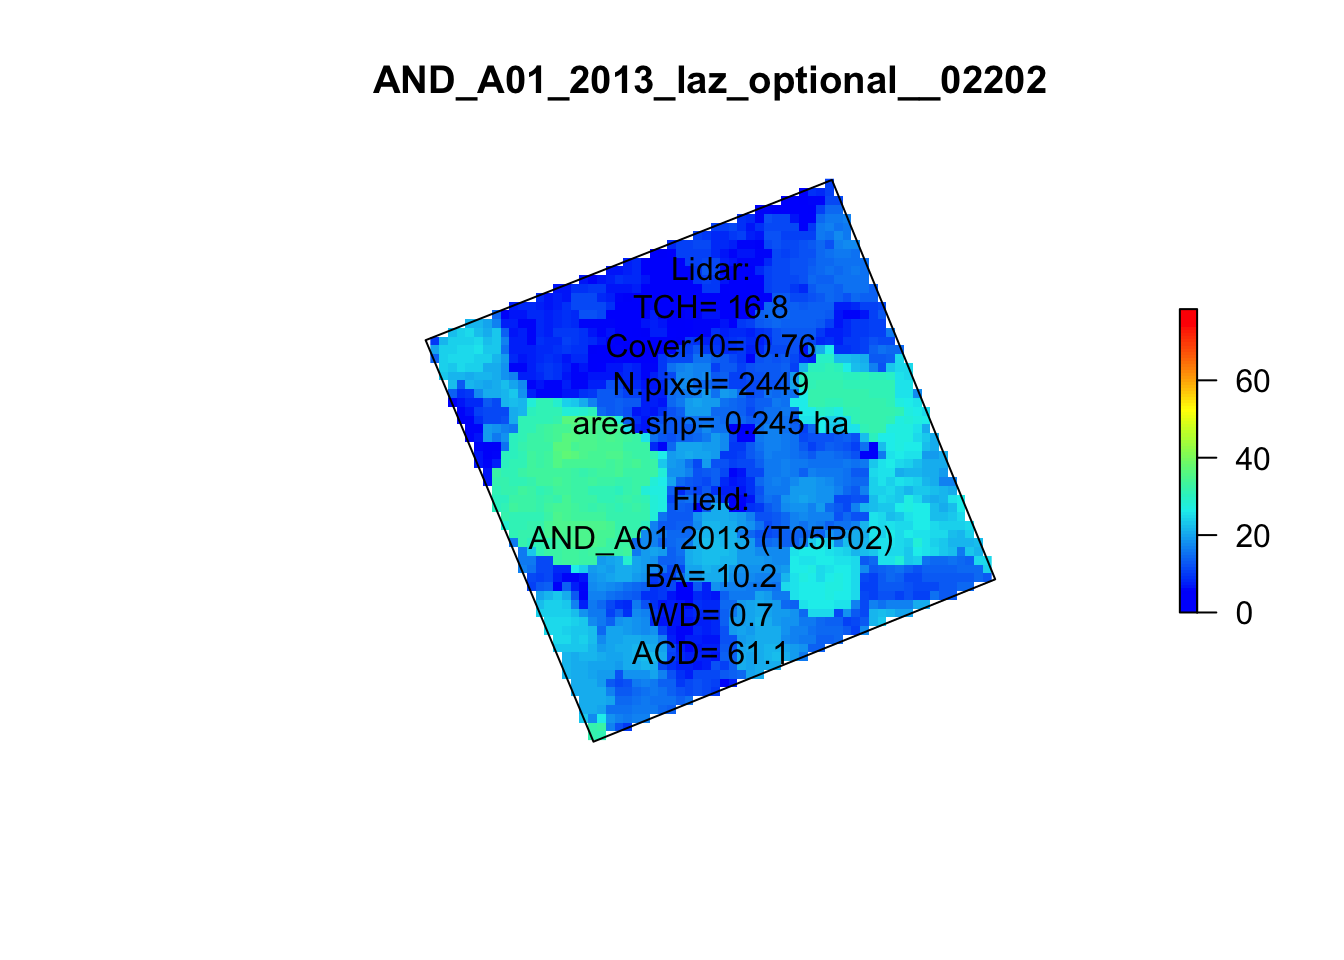 AND_A01_2013_laz_optional__02202
Lidar:
TCH= 16.8
Cover10= 0.76
N.pixel= 2449
area.shp= 0.245 ha
Field:
AND_A01 2013 (T05P02)
BA= 10.2
WD= 0.7
ACD= 61.1
60
40
20
0